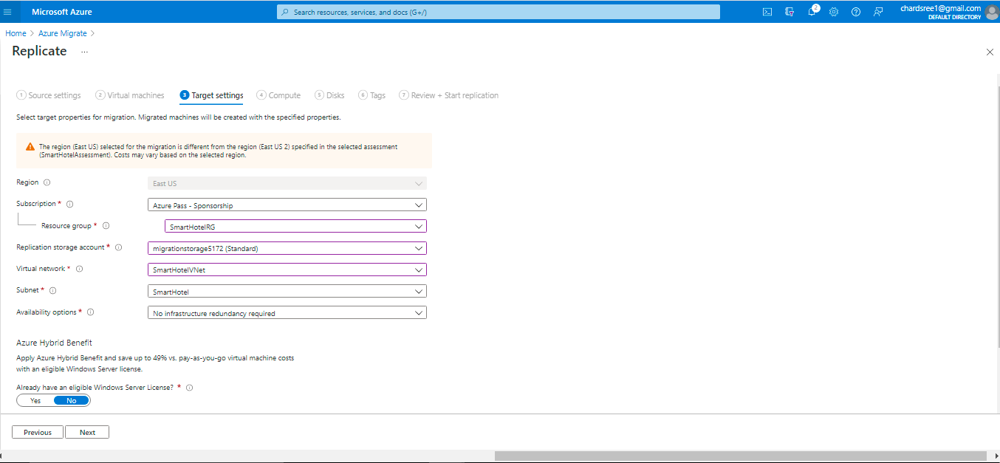 Microsoft Azure
Search resources, services, and docs (G+/)
2
chardsree1@gmail.com
DEFAULT DIRECTORY
Home > Azure Migrate >
Replicate ...
1 Source settings
2 Virtual machines
3 Target settings
4 Compute
5 Disks
6 Tags
7 Review + Start replication
Select target properties for migration. Migrated machines will be created with the specified properties.
The region (East US) selected for the migration is different from the region (East US 2) specified in the selected assessment
(SmartHotelAssessment). Costs may vary based on the selected region.
Region
East US
Subscription *
Azure Pass - Sponsorship
Resource group *
SmartHotelRG
Replication storage account *
migrationstorage5172 (Standard)
Virtual network *
SmartHotelVNet
Subnet *
SmartHotel
Availability options *
No infrastructure redundancy required
Azure Hybrid Benefit
Apply Azure Hybrid Benefit and save up to 49% vs. pay-as-you-go virtual machine costs
with an eligible Windows Server license.
Already have an eligible Windows Server License? *
Yes No
Previous Next